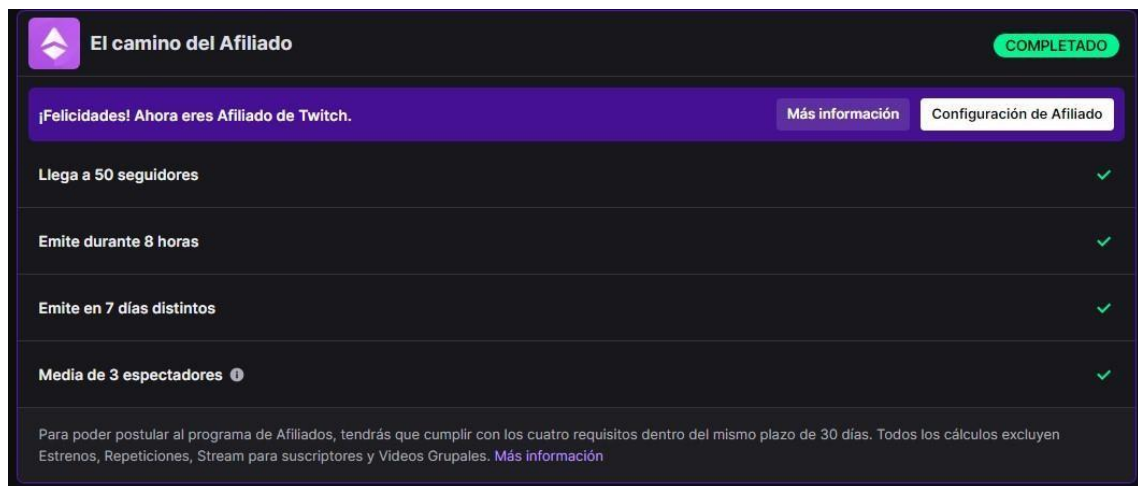 El camino del Afiliado
COMPLETADO
¡Felicidades! Ahora eres Afiliado de Twitch.
Más información
Configuración de Afiliado
Llega a 50 seguidores
Emite durante 8 horas
Emite en 7 días distintos
Media de 3 espectadores
Para poder postular al programa de Afiliados, tendrás que cumplir con los cuatro requisitos dentro del mismo plazo de 30 días. Todos los cálculos excluyen
Estrenos, Repeticiones, Stream para suscriptores y Videos Grupales. Más información